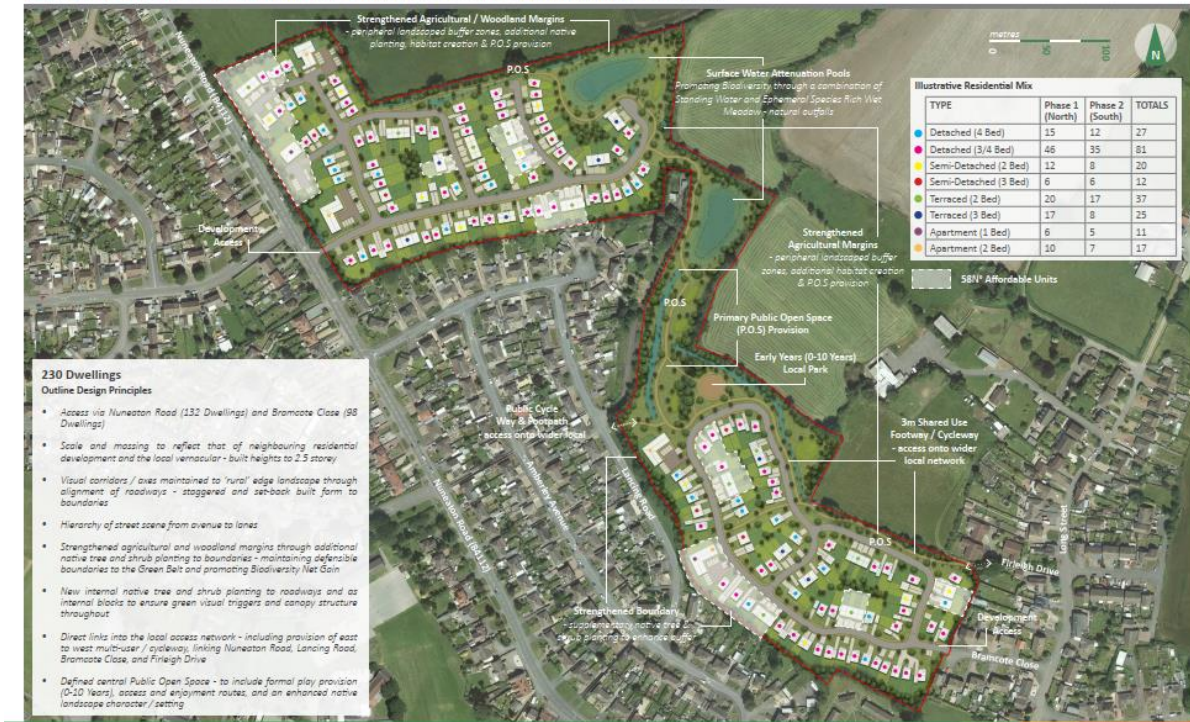 Strengthened Agricultural / Woodland Margins
- peripheral landscaped buffer zones, additional native
planting, habitat creation & P.O.S provision
Nuneaton Road (B4112)
P.O.S
Surface Water Attenuation Pools
Promoting Biodiversity through a combination of
Standing Water and Ephemeral Species Rich Wet
Meadow - natural outfalls
metres
0 50 100
N
Illustrative Residential Mix
TYPE Phase 1 (North) Phase 2 (South) TOTALS
Detached (4 Bed) 15 12 27
Detached (3/4 Bed) 46 35 81
Semi-Detached (2 Bed) 12 8 20
Semi-Detached (3 Bed) 6 6 12
Terraced (2 Bed) 20 17 37
Terraced (3 Bed) 17 8 25
Apartment (1 Bed) 6 5 11
Apartment (2 Bed) 10 7 17
58N° Affordable Units
Development
Access
Strengthened
Agricultural Margins
- peripheral landscaped buffer
zones, additional habitat creation
& P.O.S provision
P.O.S
Primary Public Open Space
(P.O.S) Provision
Early Years (0-10 Years)
Local Park
230 Dwellings
Outline Design Principles
• Access via Nuneaton Road (132 Dwellings) and Bramcote Close (98
Dwellings)
• Scale and massing to reflect that of neighbouring residential
development and the local vernacular - built heights to 2.5 storey
• Visual corridors / axes maintained to 'rural' edge landscape through
alignment of roadways - staggered and set-back built form to
boundaries
• Hierarchy of street scene from avenue to lanes
• Strengthened agricultural and woodland margins through additional
native tree and shrub planting to boundaries - maintaining defensible
boundaries to the Green Belt and promoting Biodiversity Net Gain
• New internal native tree and shrub planting to roadways and as
internal blocks to ensure green visual triggers and canopy structure
throughout
• Direct links into the local access network - including provision of east
to west multi-user / cycleway, linking Nuneaton Road, Lancing Road,
Bramcote Close, and Firleigh Drive
• Defined central Public Open Space - to include formal play provision
(0-10 Years), access and enjoyment routes, and an enhanced native
landscape character / setting
Public Cycle
Way & Footpath
- access onto wider local
3m Shared Use
Footway / Cycleway
- access onto wider
local network
Nuneaton Road (B4112)
Amberley Avenue
Lancing Road
Long Street
P.O.S
Firleigh Drive
Strengthened Boundary
- supplementary native tree &
shrub planting to enhance buffer
Development
Access
Bramcote Close